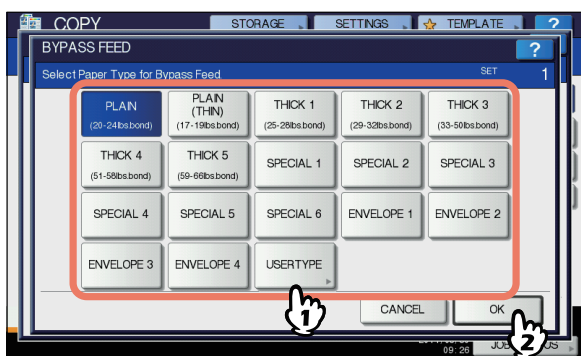 COPY STORAGE SETTINGS TEMPLATE ?
BYPASS FEED ?
Select Paper Type for Bypass Feed SET 1
PLAIN
(20-24lbs.bond)
PLAIN
(THIN)
(17-19lbs.bond)
THICK 1
(25-28lbs.bond)
THICK 2
(29-32lbs.bond)
THICK 3
(33-50lbs.bond)
THICK 4
(51-58lbs.bond)
THICK 5
(59-66lbs.bond)
SPECIAL 1
SPECIAL 2
SPECIAL 3
SPECIAL 4
SPECIAL 5
SPECIAL 6
ENVELOPE 1
ENVELOPE 2
ENVELOPE 3
ENVELOPE 4
USERTYPE
1
CANCEL
OK
2
09:26